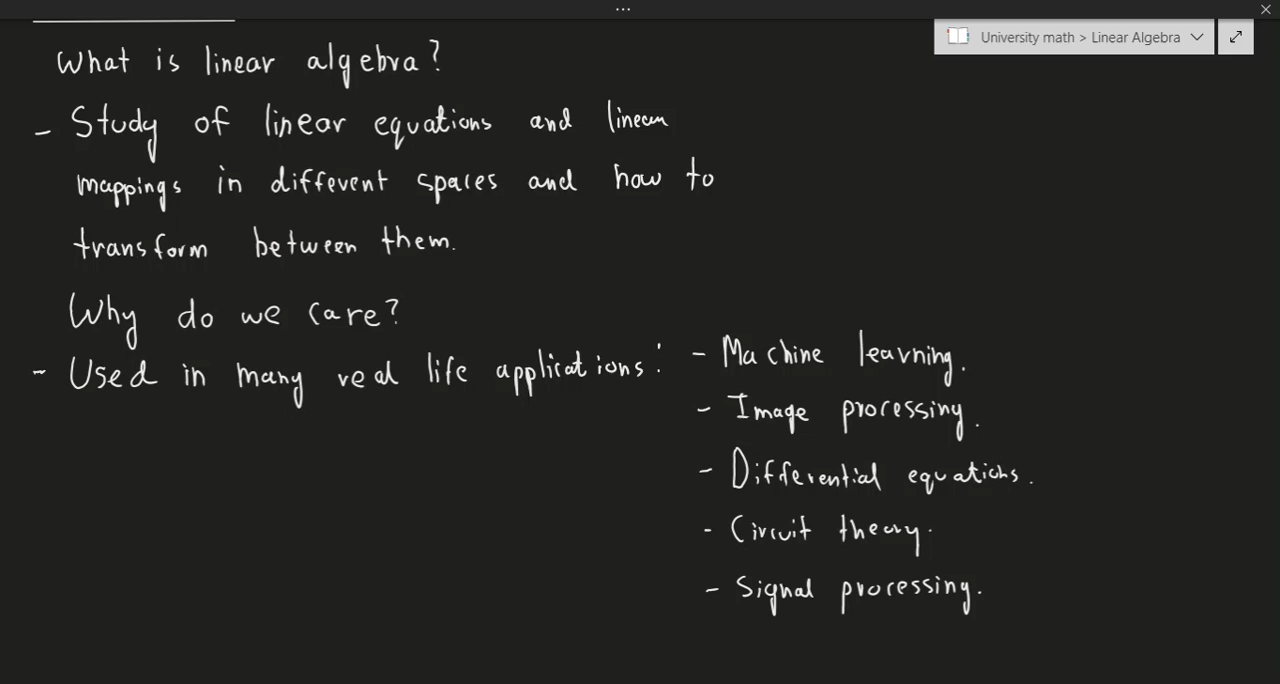 ...
University math > Linear Algebra
What is linear algebra?
- Study of linear equations and linear
mappings in different spaces and how to
transform between them.
Why do we care?
- Used in many real life applications:
- Machine learning.
- Image processing.
- Differential equations.
- Circuit theory.
- Signal processing.